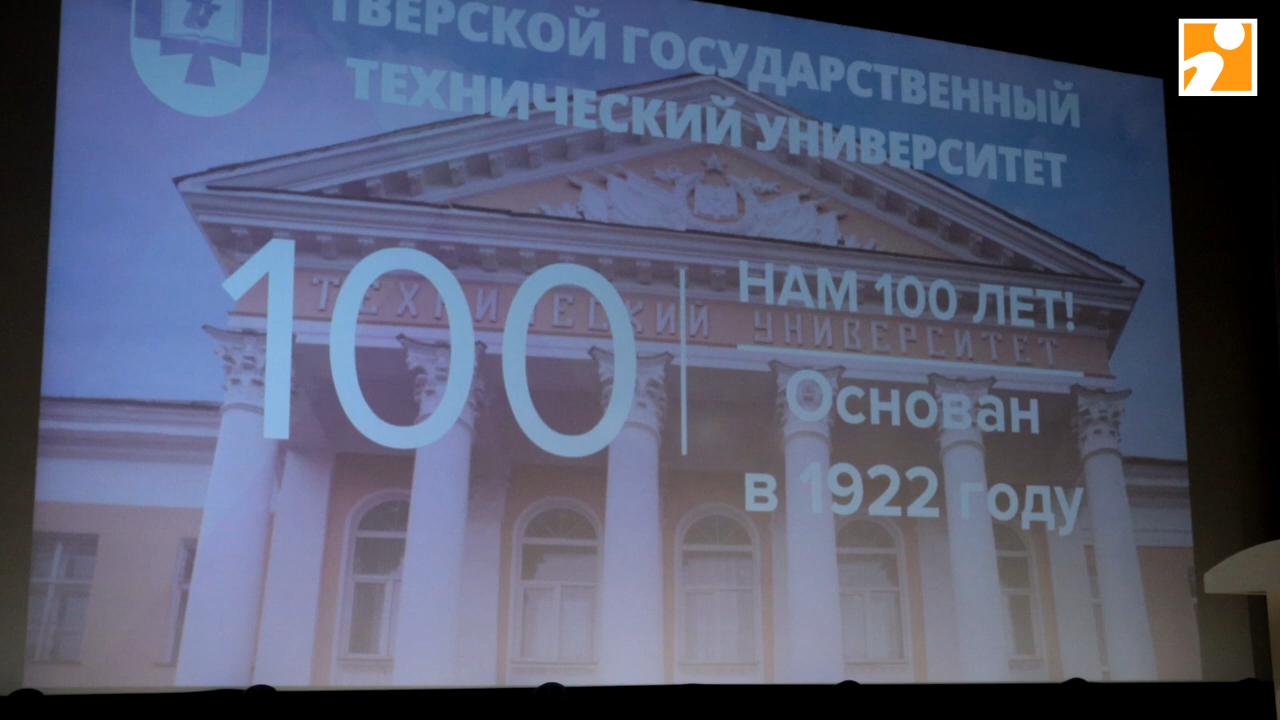 ТВЕРСКОЙ ГОСУДАРСТВЕННЫЙ
ТЕХНИЧЕСКИЙ УНИВЕРСИТЕТ
100
НАМ 100 ЛЕТ!
Основан
в 1922 году
ТЕХНИЧЕСКИЙ УНИВЕРСИТЕТ